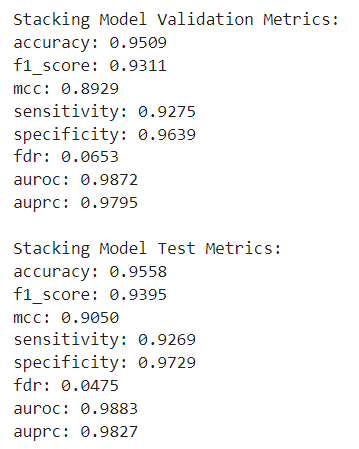 Stacking Model Validation Metrics:
accuracy: 0.9509
f1_score: 0.9311
mcc: 0.8929
sensitivity: 0.9275
specificity: 0.9639
fdr: 0.0653
auroc: 0.9872
auprc: 0.9795

Stacking Model Test Metrics:
accuracy: 0.9558
f1_score: 0.9395
mcc: 0.9050
sensitivity: 0.9269
specificity: 0.9729
fdr: 0.0475
auroc: 0.9883
auprc: 0.9827